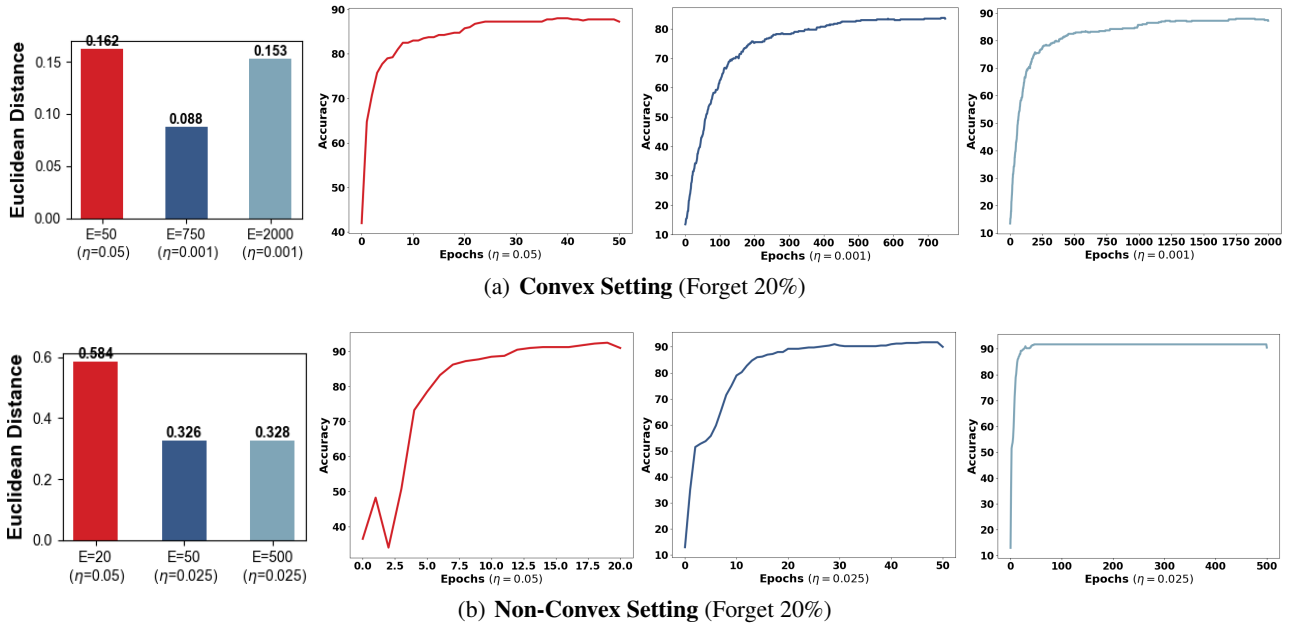 Euclidean Distance
0.15
0.10
0.05
0.00
0.162
0.088
0.153
E=50
(η=0.05)
E=750
(η=0.001)
E=2000
(η=0.001)
Accuracy
90
80
70
60
50
40
0 10 20 30 40 50
Epochs (η = 0.05)
Accuracy
80
70
60
50
40
30
20
10
0 100 200 300 400 500 600 700
Epochs (η = 0.001)
Accuracy
90
80
70
60
50
40
30
20
10
0 250 500 750 1000 1250 1500 1750 2000
Epochs (η = 0.001)
(a) Convex Setting (Forget 20%)
Euclidean Distance
0.6
0.4
0.2
0.0
0.584
0.326
0.328
E=20
(η=0.05)
E=50
(η=0.025)
E=500
(η=0.025)
Accuracy
90
80
70
60
50
40
0.0 2.5 5.0 7.5 10.0 12.5 15.0 17.5 20.0
Epochs (η = 0.05)
Accuracy
90
80
70
60
50
40
30
20
10
0 10 20 30 40 50
Epochs (η = 0.025)
Accuracy
90
80
70
60
50
40
30
20
10
0 100 200 300 400 500
Epochs (η = 0.025)
(b) Non-Convex Setting (Forget 20%)